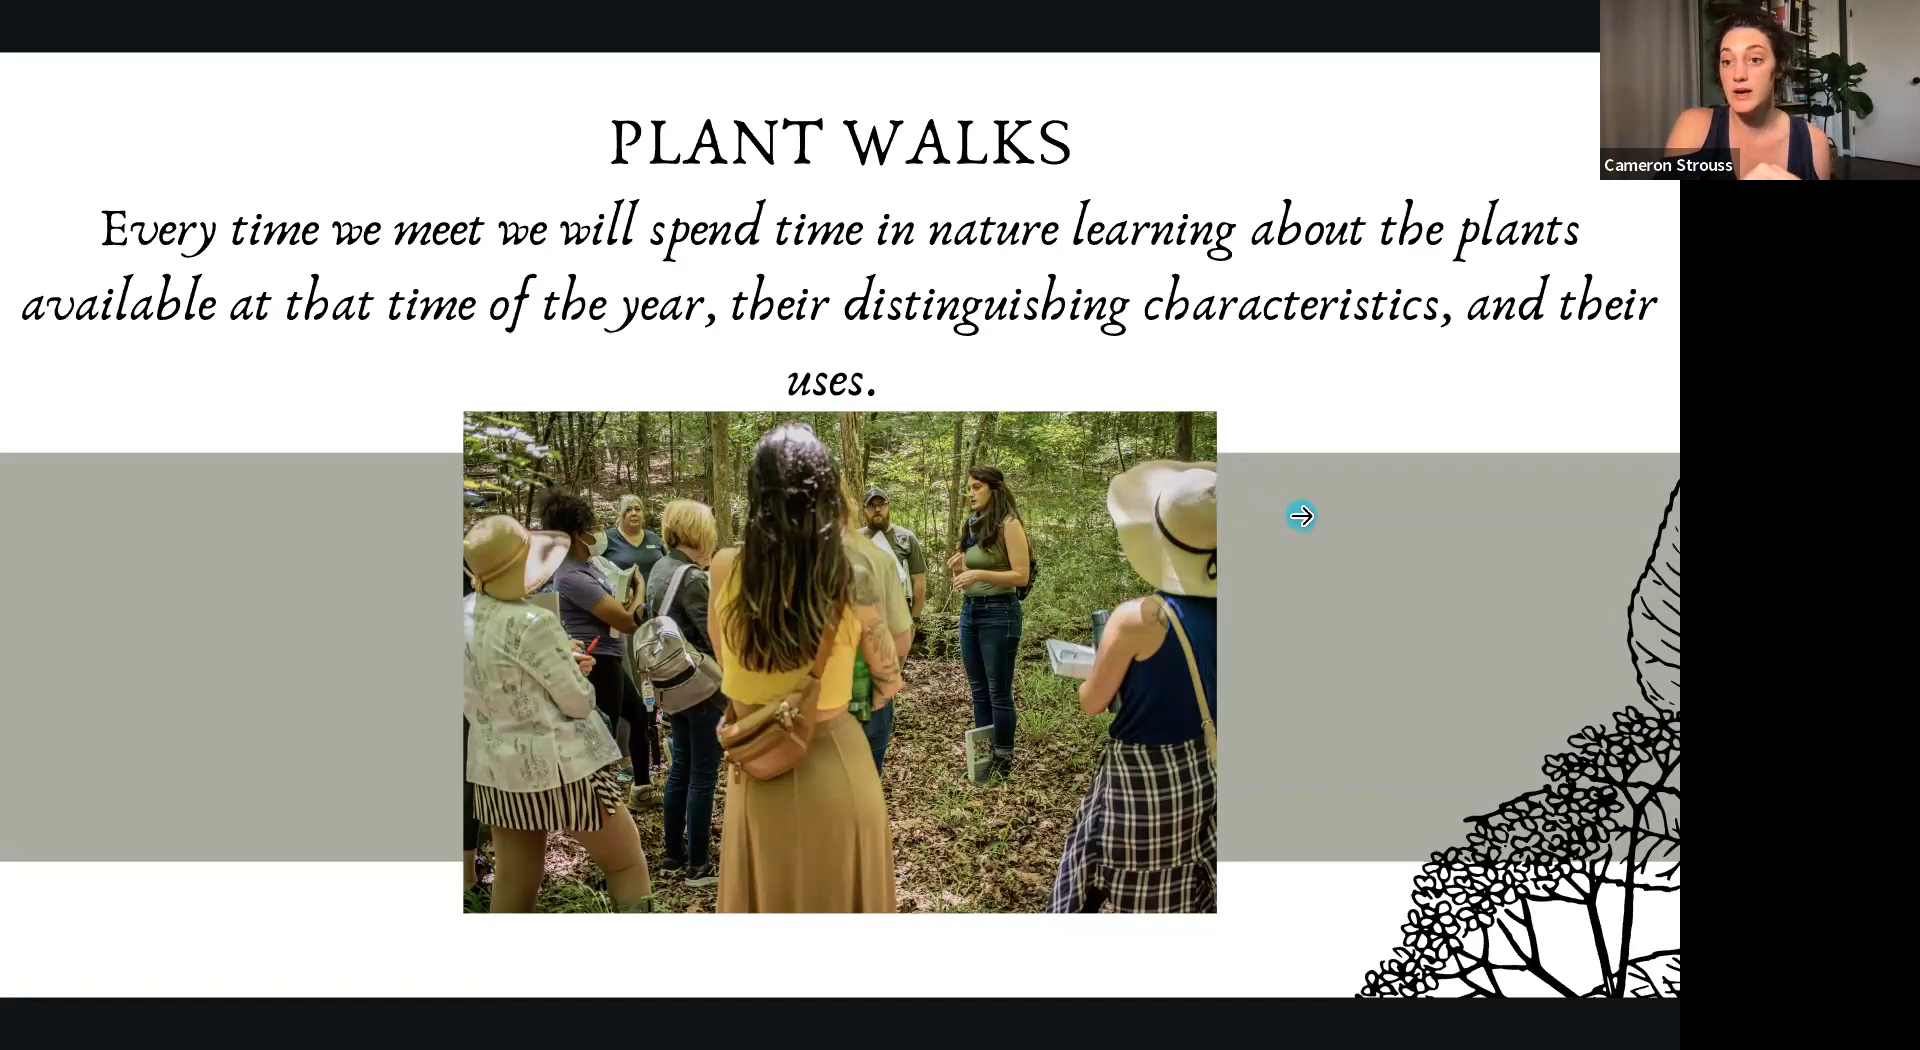 PLANT WALKS
Every time we meet we will spend time in nature learning about the plants
available at that time of the year, their distinguishing characteristics, and their
uses.
Cameron Strouss